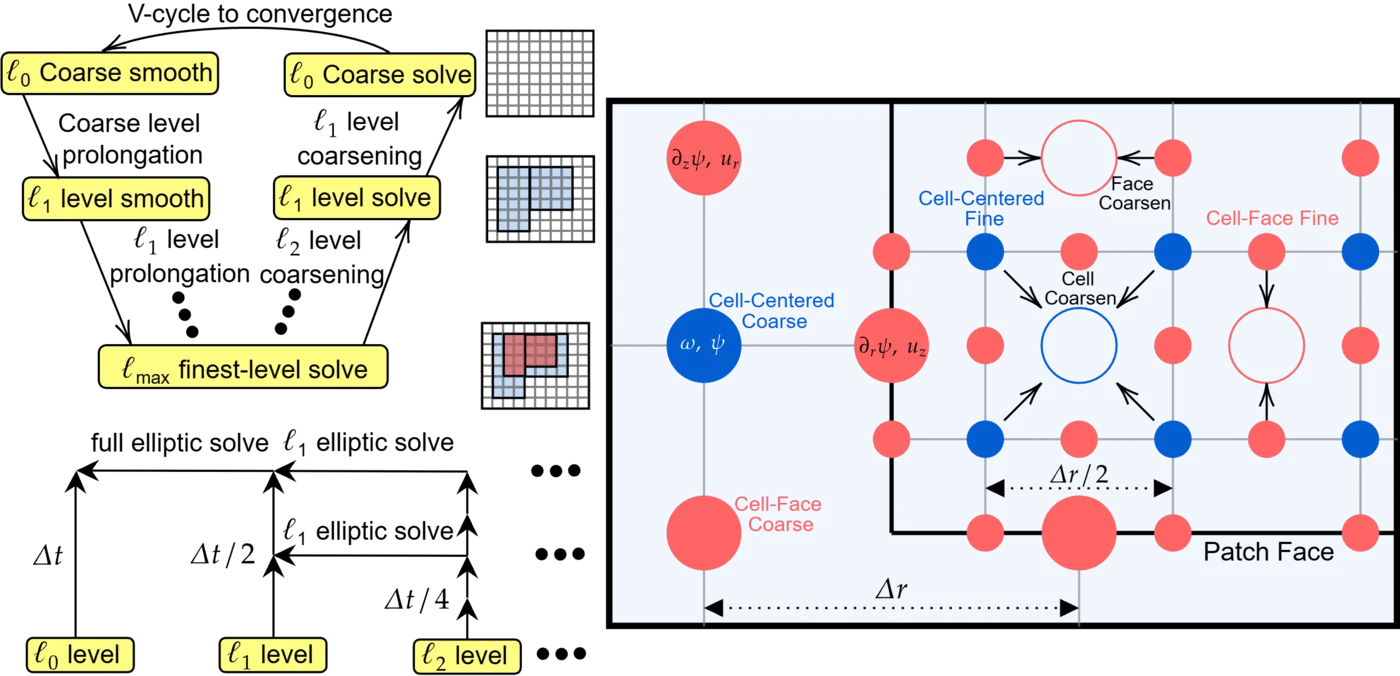 V-cycle to convergence
ℓ₀ Coarse smooth
ℓ₀ Coarse solve
Coarse level
prolongation
ℓ₁ level
coarsening
ℓ₁ level smooth
ℓ₁ level solve
ℓ₁ level
prolongation
ℓ₂ level
coarsening
ℓmax finest-level solve
full elliptic solve
ℓ₁ elliptic solve
ℓ₁ elliptic solve
Δt
Δt/2
Δt/4
ℓ₀ level
ℓ₁ level
ℓ₂ level
∂zψ, ur
Face
Coarsen
Cell-Centered
Fine
Cell-Face Fine
Cell
Coarsen
Cell-Centered
Coarse
ω, ψ
∂rψ, uz
Δr/2
Cell-Face
Coarse
Patch Face
Δr